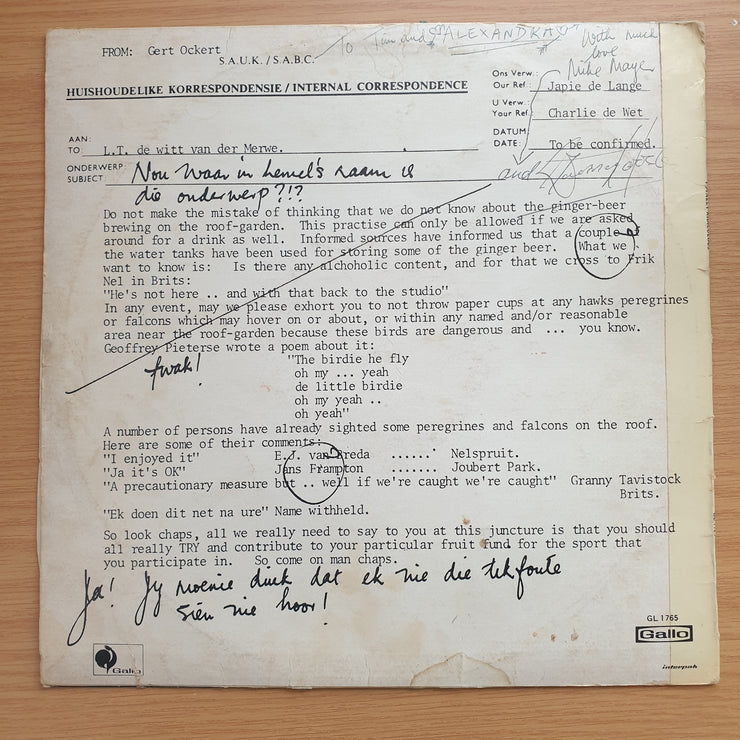 To Tim and ALEXANDRA
With much
love
Mike Mayer
FROM: Gert Ockert
S.A.U.K./S.A.B.C.
HUISHOUDELIKE KORRESPONDENSIE / INTERNAL CORRESPONDENCE
Ons Verw.:
Our Ref.: Japie de Lange
U Verw.:
Your Ref.: Charlie de Wet
DATUM:
DATE: To be confirmed.
AAN:
TO: L.T. de witt van der Merwe.
and
ONDERWERP:
SUBJECT: Nou waar in hemel's naam is
die onderwerp?!?
Do not make the mistake of thinking that we do not know about the ginger-beer
brewing on the roof-garden. This practise can only be allowed if we are asked
around for a drink as well. Informed sources have informed us that a couple
the water tanks have been used for storing some of the ginger beer. What we
want to know is: Is there any alchoholic content, and for that we cross to Frik
Nel in Brits:
"He's not here .. and with that back to the studio"
In any event, may we please exhort you to not throw paper cups at any hawks peregrines
or falcons which may hover on or about, or within any named and/or reasonable
area near the roof-garden because these birds are dangerous and ... you know.
Geoffrey Pieterse wrote a poem about it:
"The birdie he fly
oh my ... yeah
de little birdie
oh my yeah ..
oh yeah"
twak!
A number of persons have already sighted some peregrines and falcons on the roof.
Here are some of their comments:
"I enjoyed it" E.J. van Breda ...... Nelspruit.
"Ja it's OK" Jans Frampton ....... Joubert Park.
"A precautionary measure but .. well if we're caught we're caught" Granny Tavistock
Brits.
"Ek doen dit net na ure" Name withheld.
So look chaps, all we really need to say to you at this juncture is that you should
all really TRY and contribute to your particular fruit fund for the sport that
you participate in. So come on man chaps.
Ja! Jy moenie dink dat ek nie die tikfoute
sien nie hoor!
GL 1765
Gallo
Gallo
interpak